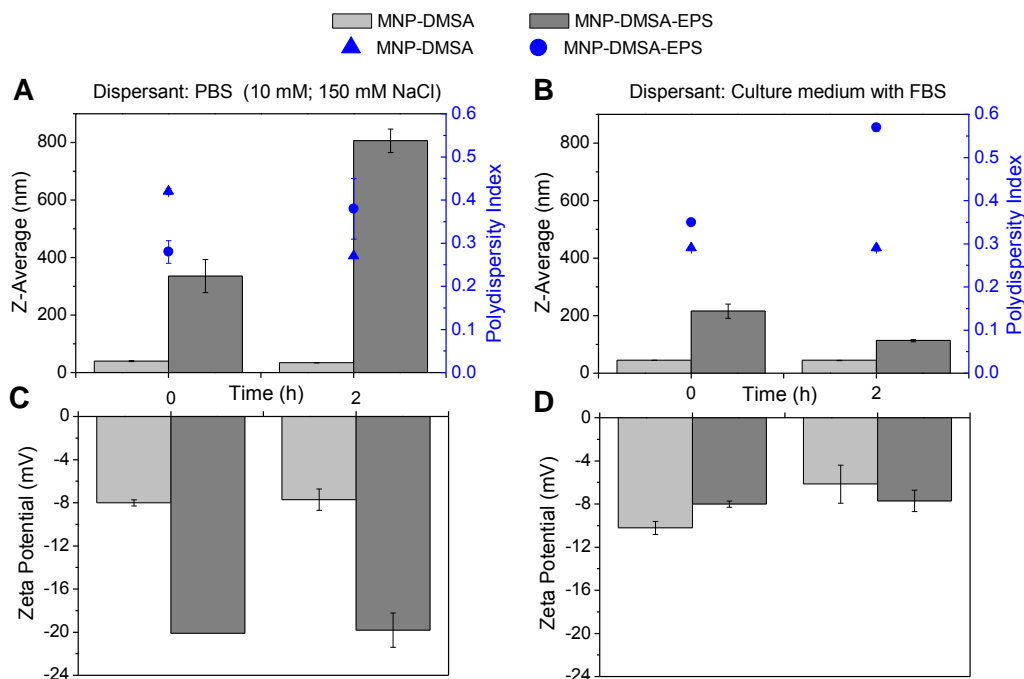 MNP-DMSA MNP-DMSA-EPS
MNP-DMSA MNP-DMSA-EPS
A Dispersant: PBS (10 mM; 150 mM NaCl)
Z-Average (nm)
800
600
400
200
0
Polydispersity Index
0.6
0.5
0.4
0.3
0.2
0.1
0.0
B Dispersant: Culture medium with FBS
Z-Average (nm)
800
600
400
200
0
Polydispersity Index
0.6
0.5
0.4
0.3
0.2
0.1
0.0
C
Time (h)
0 2
Zeta Potential (mV)
0
-4
-8
-12
-16
-20
-24
D
Time (h)
0 2
Zeta Potential (mV)
0
-4
-8
-12
-16
-20
-24